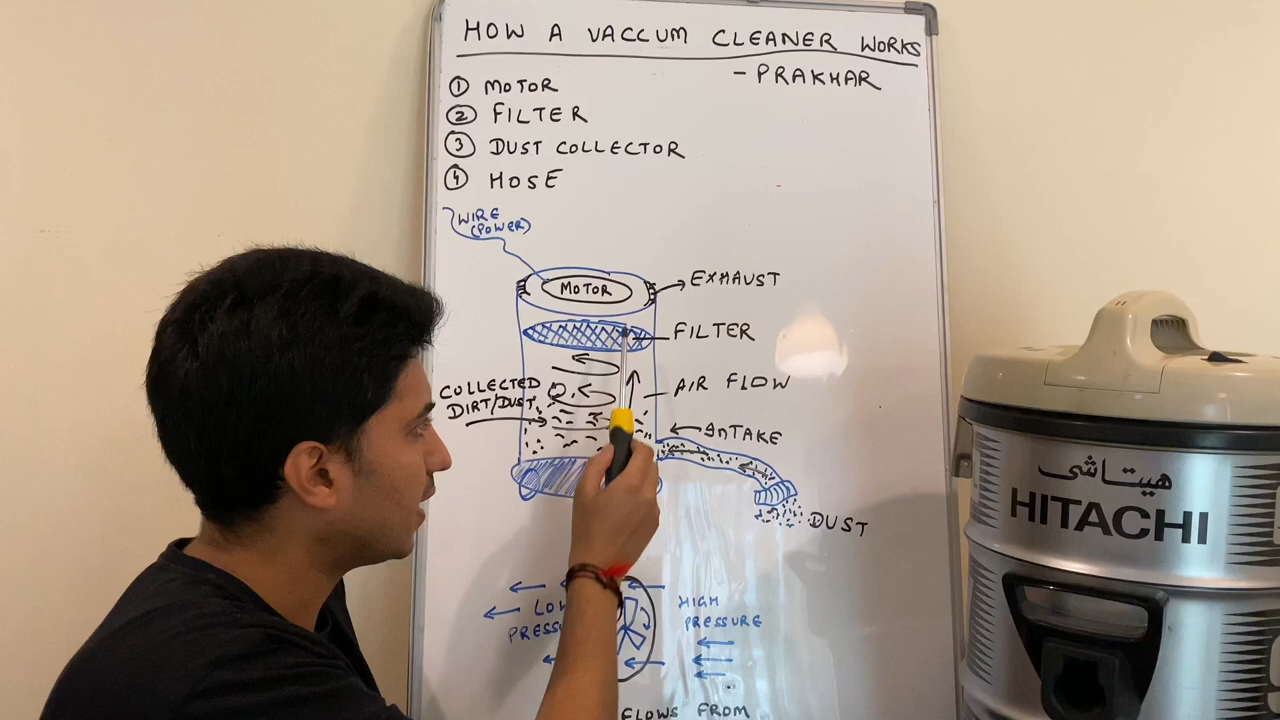 HOW A VACCUM CLEANER WORKS
- PRAKHAR
① MOTOR
② FILTER
③ DUST COLLECTOR
④ HOSE
WIRE
(POWER)
MOTOR
EXHAUST
FILTER
COLLECTED
DIRT/DUST
AIR FLOW
INTAKE
DUST
HIGH
PRESSURE
FLOWS FROM
هيتاشي
HITACHI